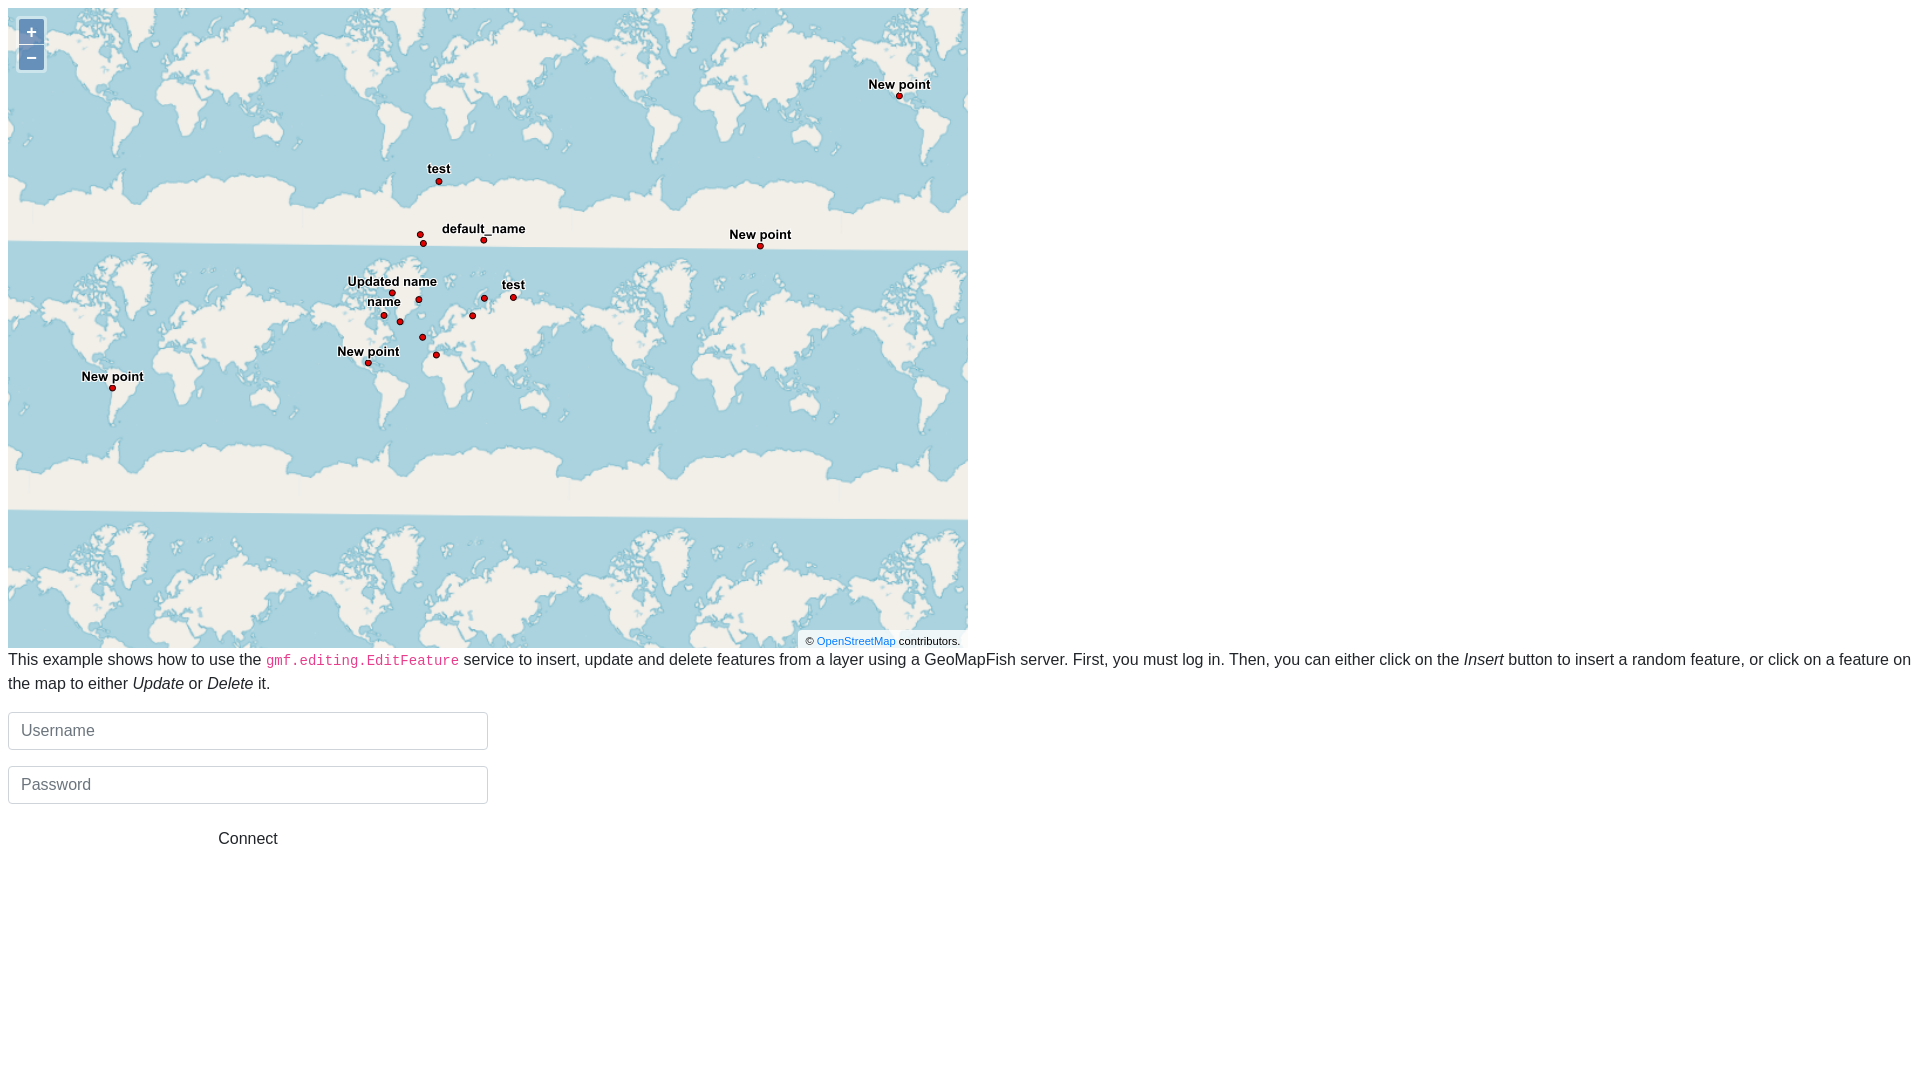 +
−
New point
test
default_name
New point
Updated name
test
name
New point
New point
© OpenStreetMap contributors.
This example shows how to use the gmf.editing.EditFeature service to insert, update and delete features from a layer using a GeoMapFish server. First, you must log in. Then, you can either click on the Insert button to insert a random feature, or click on a feature on
the map to either Update or Delete it.
Username
Password
Connect